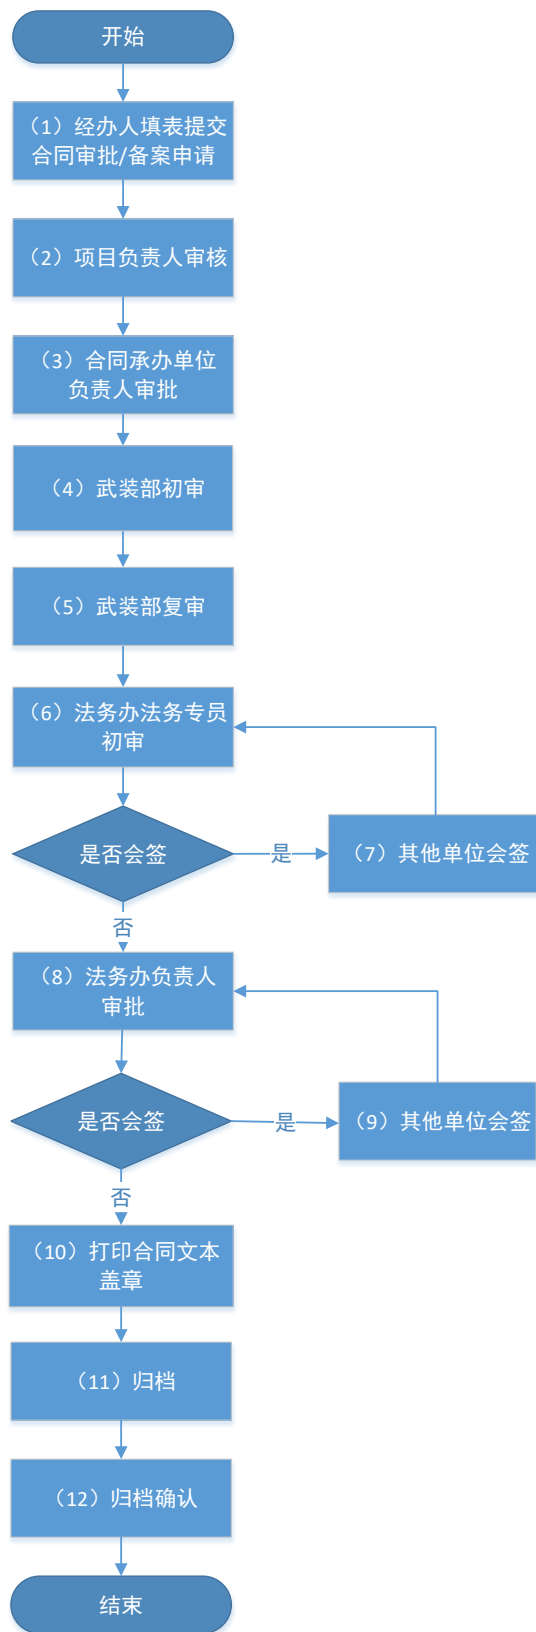 开始
（1）经办人填表提交
合同审批/备案申请
（2）项目负责人审核
（3）合同承办单位
负责人审批
（4）武装部初审
（5）武装部复审
（6）法务办法务专员
初审
是否会签
是
（7）其他单位会签
否
（8）法务办负责人
审批
是否会签
是
（9）其他单位会签
否
（10）打印合同文本
盖章
（11）归档
（12）归档确认
结束